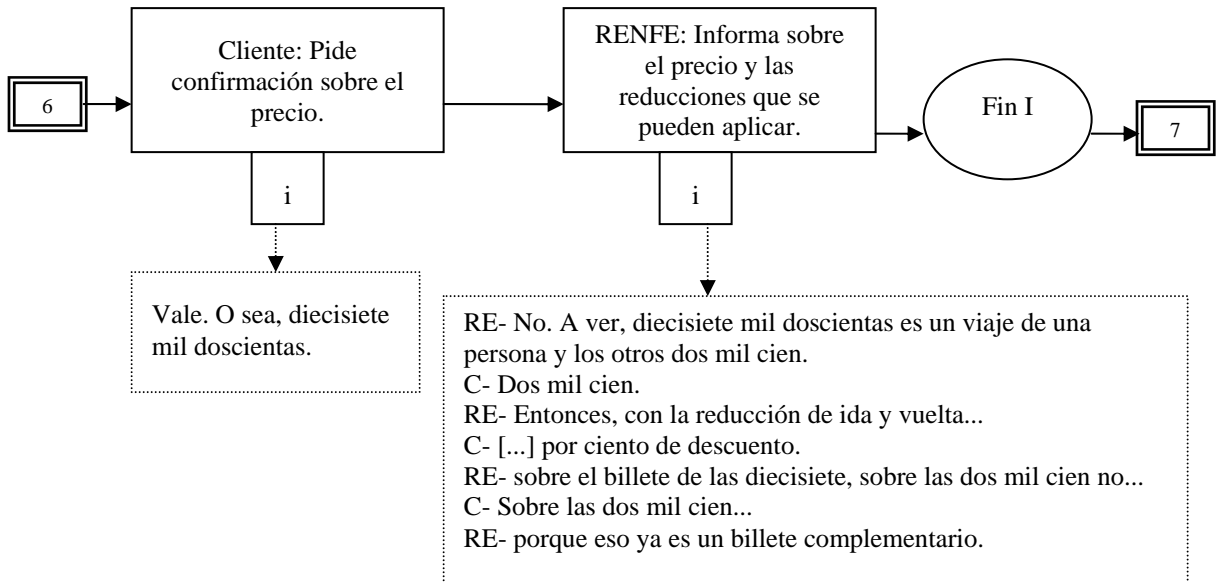 6
Cliente: Pide
confirmación sobre el
precio.
RENFE: Informa sobre
el precio y las
reducciones que se
pueden aplicar.
Fin I
7
i
i
Vale. O sea, diecisiete
mil doscientas.
RE- No. A ver, diecisiete mil doscientas es un viaje de una
persona y los otros dos mil cien.
C- Dos mil cien.
RE- Entonces, con la reducción de ida y vuelta...
C- [...] por ciento de descuento.
RE- sobre el billete de las diecisiete, sobre las dos mil cien no...
C- Sobre las dos mil cien...
RE- porque eso ya es un billete complementario.